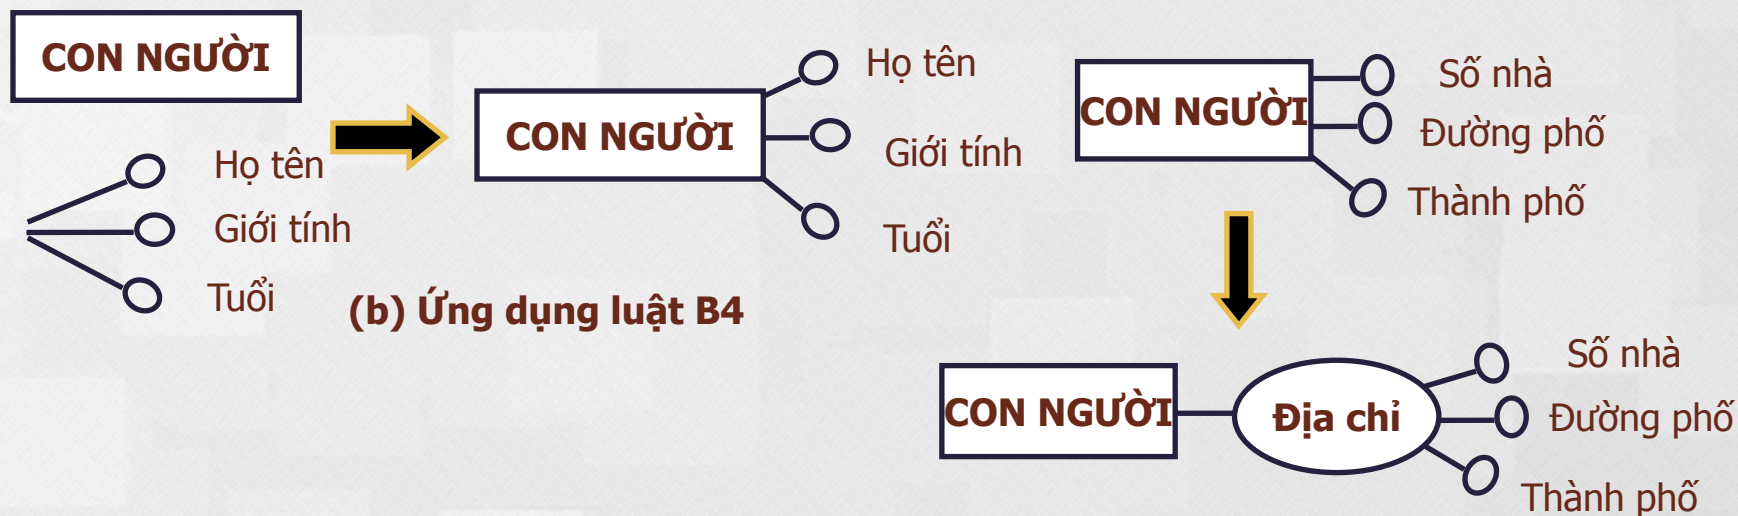 CON NGƯỜI
Họ tên
Giới tính
Tuổi
CON NGƯỜI
Họ tên
Giới tính
Tuổi
(b) Ứng dụng luật B4
CON NGƯỜI
Số nhà
Đường phố
Thành phố
CON NGƯỜI
Địa chỉ
Số nhà
Đường phố
Thành phố